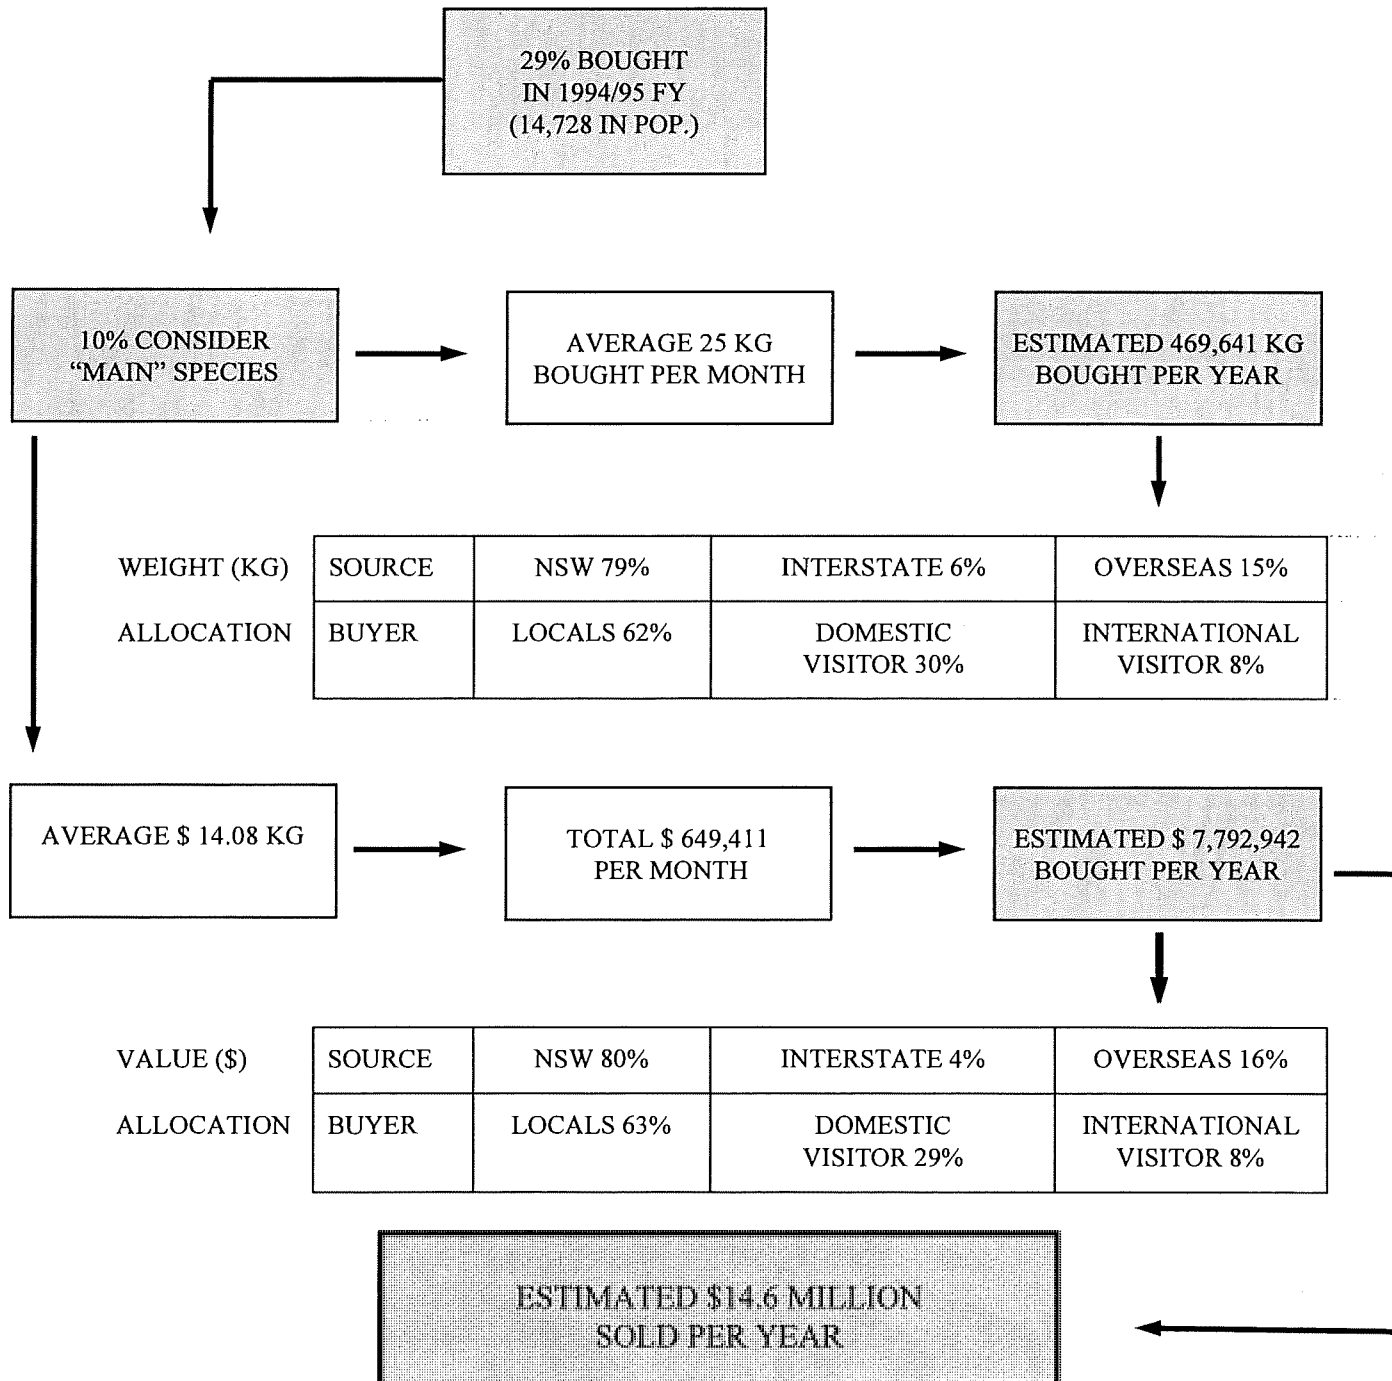 29% BOUGHT
IN 1994/95 FY
(14,728 IN POP.)
10% CONSIDER
“MAIN” SPECIES
AVERAGE 25 KG
BOUGHT PER MONTH
ESTIMATED 469,641 KG
BOUGHT PER YEAR
WEIGHT (KG) SOURCE NSW 79% INTERSTATE 6% OVERSEAS 15%
ALLOCATION BUYER LOCALS 62% DOMESTIC INTERNATIONAL
VISITOR 30% VISITOR 8%
AVERAGE $ 14.08 KG
TOTAL $ 649,411
PER MONTH
ESTIMATED $ 7,792,942
BOUGHT PER YEAR
VALUE ($) SOURCE NSW 80% INTERSTATE 4% OVERSEAS 16%
ALLOCATION BUYER LOCALS 63% DOMESTIC INTERNATIONAL
VISITOR 29% VISITOR 8%
ESTIMATED $14.6 MILLION
SOLD PER YEAR